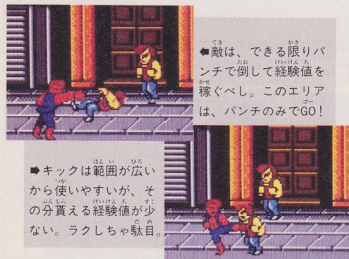 ⬅敵は、できる限りパ
ンチで倒して経験値を
稼ぐべし。このエリア
は、パンチのみでGO!
➡キックは範囲が広い
から使いやすいが、そ
の分貰える経験値が少
ない。ラクしちゃ駄目。